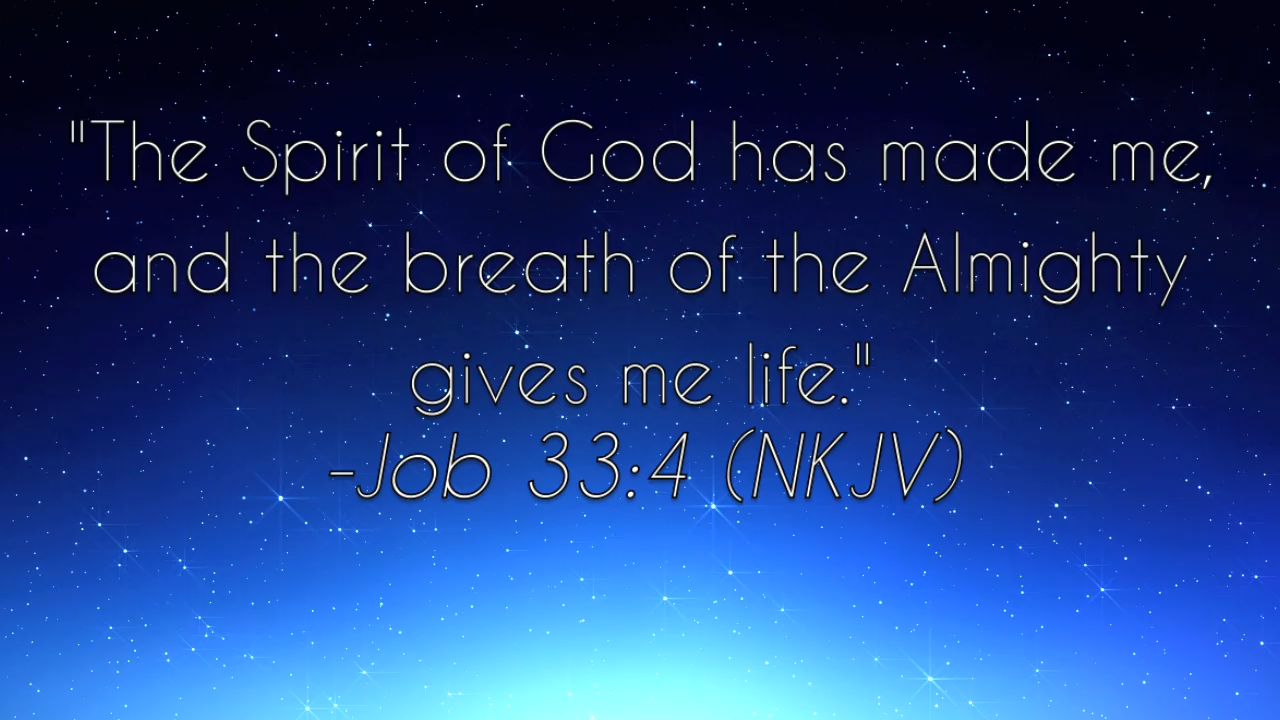 "The Spirit of God has made me,
and the breath of the Almighty
gives me life."
-Job 33:4 (NKJV)